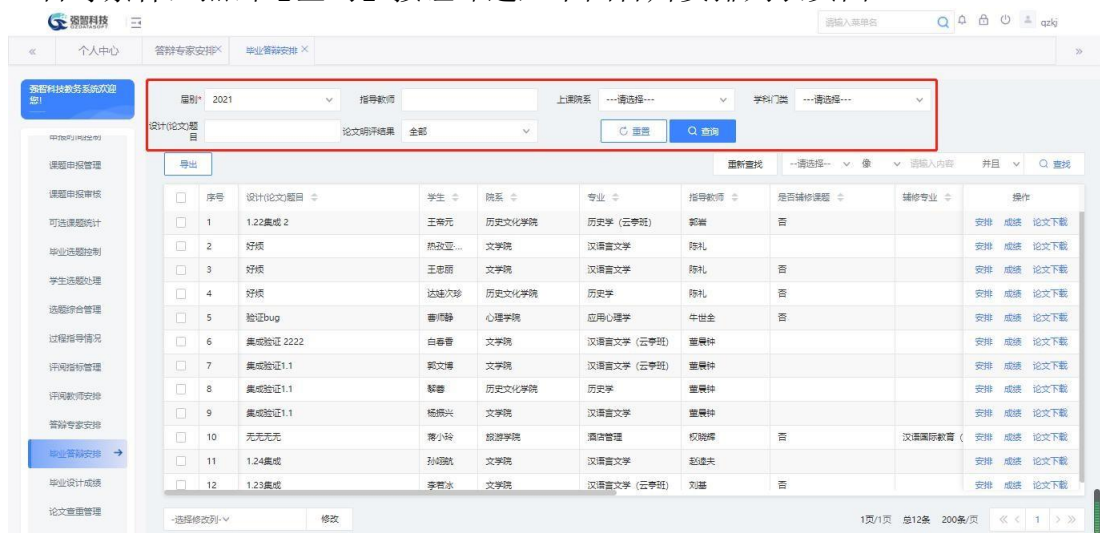 强智科技
请输入菜单名
qzkj
«
个人中心
答辩专家安排×
毕业答辩安排 ×
»
强智科技教务系统欢迎您!
届别* 2021
指导教师
上课院系 ---请选择---
学科门类 ---请选择---
设计(论文)题目
论文明评结果 全部
重置
查询
导出
重新查找
--请选择--
像
请输入内容
并且
查找
申报时间控制
课题申报管理
课题申报审核
可选课题统计
毕业选题控制
学生选题处理
选题综合管理
过程指导情况
评阅指标管理
评阅教师安排
答辩专家安排
毕业答辩安排 →
毕业设计成绩
论文查重管理
序号 设计(论文)题目 学生 院系 专业 指导教师 是否辅修课题 辅修专业 操作
1 1.22集成 2 王帝元 历史文化学院 历史学(云亭班) 郭岩 否 安排 成绩 论文下载
2 好烦 热孜亚... 文学院 汉语言文学 陈礼 安排 成绩 论文下载
3 好烦 王忠丽 文学院 汉语言文学 陈礼 否 安排 成绩 论文下载
4 好烦 达娃次珍 历史文化学院 历史学 陈礼 否 安排 成绩 论文下载
5 验证bug 曹师静 心理学院 应用心理学 牛世全 否 安排 成绩 论文下载
6 集成验证 2222 白春香 文学院 汉语言文学(云亭班) 董晨钟 安排 成绩 论文下载
7 集成验证1.1 郭文博 文学院 汉语言文学(云亭班) 董晨钟 安排 成绩 论文下载
8 集成验证1.1 历史文化学院 历史学 董晨钟 安排 成绩 论文下载
9 集成验证1.1 杨振兴 文学院 汉语言文学 董晨钟 安排 成绩 论文下载
10 无无无无 蒋小玲 旅游学院 酒店管理 权晓辉 否 汉语国际教育( 安排 成绩 论文下载
11 1.24集成 孙翊航 文学院 汉语言文学 赵逵夫 安排 成绩 论文下载
12 1.23集成 李若冰 文学院 汉语言文学(云亭班) 刘基 否 安排 成绩 论文下载
-选择修改列-
修改
1页/1页 总12条 200条/页 1